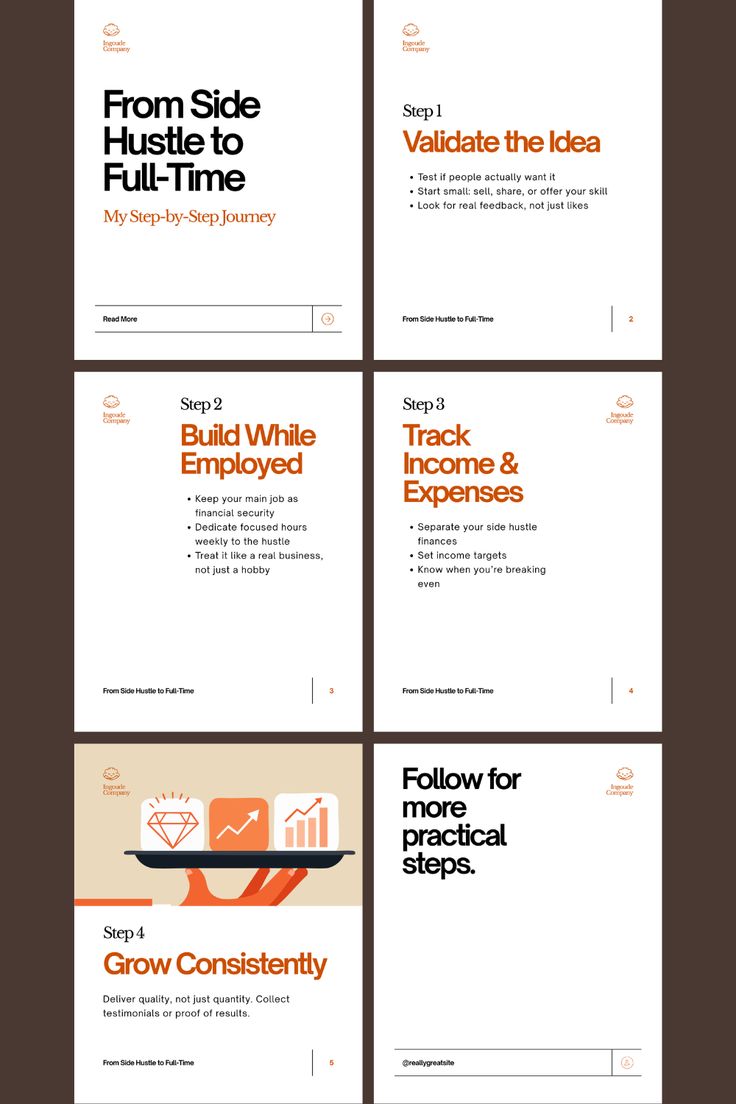 Ingoude
Company
From Side
Hustle to
Full-Time
My Step-by-Step Journey
Read More
Ingoude
Company
Step 1
Validate the Idea
• Test if people actually want it
• Start small: sell, share, or offer your skill
• Look for real feedback, not just likes
From Side Hustle to Full-Time
2
Ingoude
Company
Step 2
Build While
Employed
• Keep your main job as
financial security
• Dedicate focused hours
weekly to the hustle
• Treat it like a real business,
not just a hobby
From Side Hustle to Full-Time
3
Ingoude
Company
Step 3
Track
Income &
Expenses
• Separate your side hustle
finances
• Set income targets
• Know when you're breaking
even
From Side Hustle to Full-Time
4
Ingoude
Company
Step 4
Grow Consistently
Deliver quality, not just quantity. Collect
testimonials or proof of results.
From Side Hustle to Full-Time
5
Ingoude
Company
Follow for
more
practical
steps.
@reallygreatsite